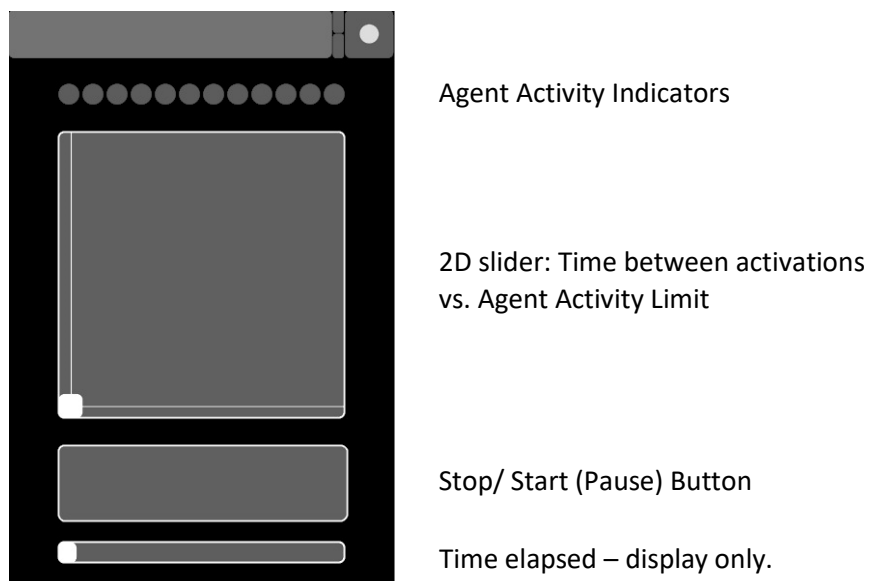 Agent Activity Indicators
2D slider: Time between activations
vs. Agent Activity Limit
Stop/ Start (Pause) Button
Time elapsed – display only.